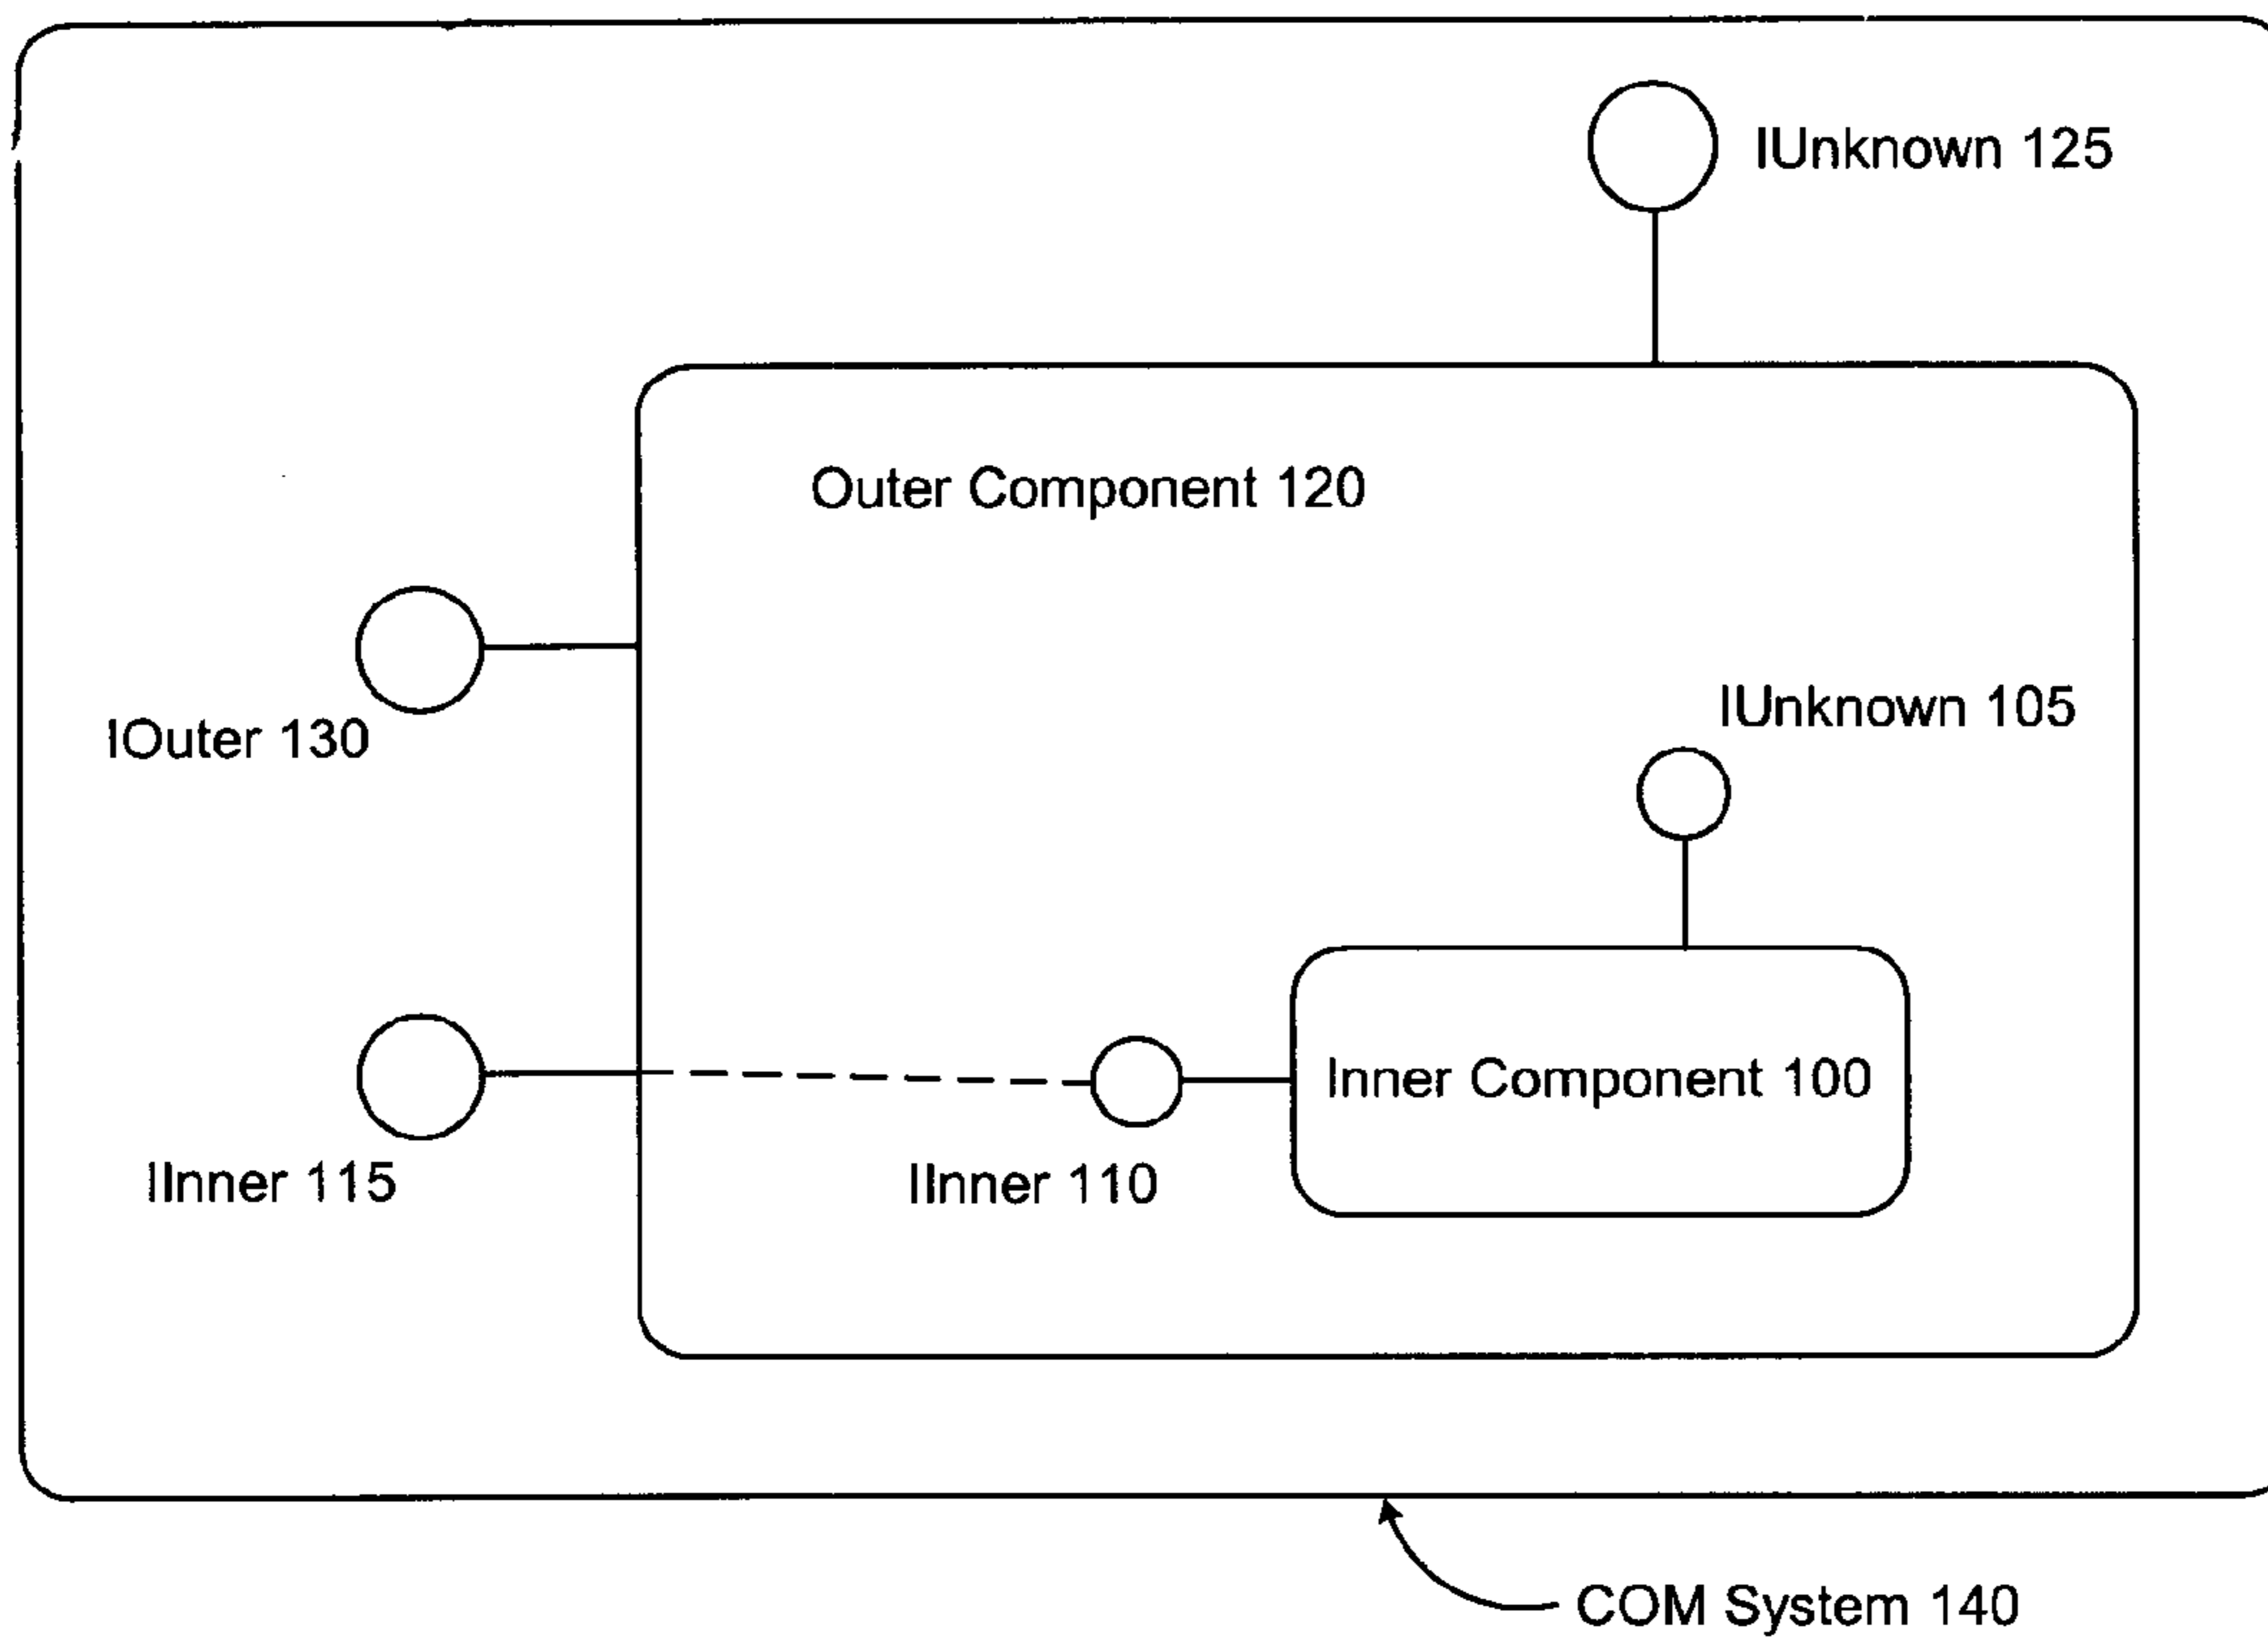 IUnknown 125
Outer Component 120
IUnknown 105
IOuter 130
Inner Component 100
IInner 115
IInner 110
COM System 140